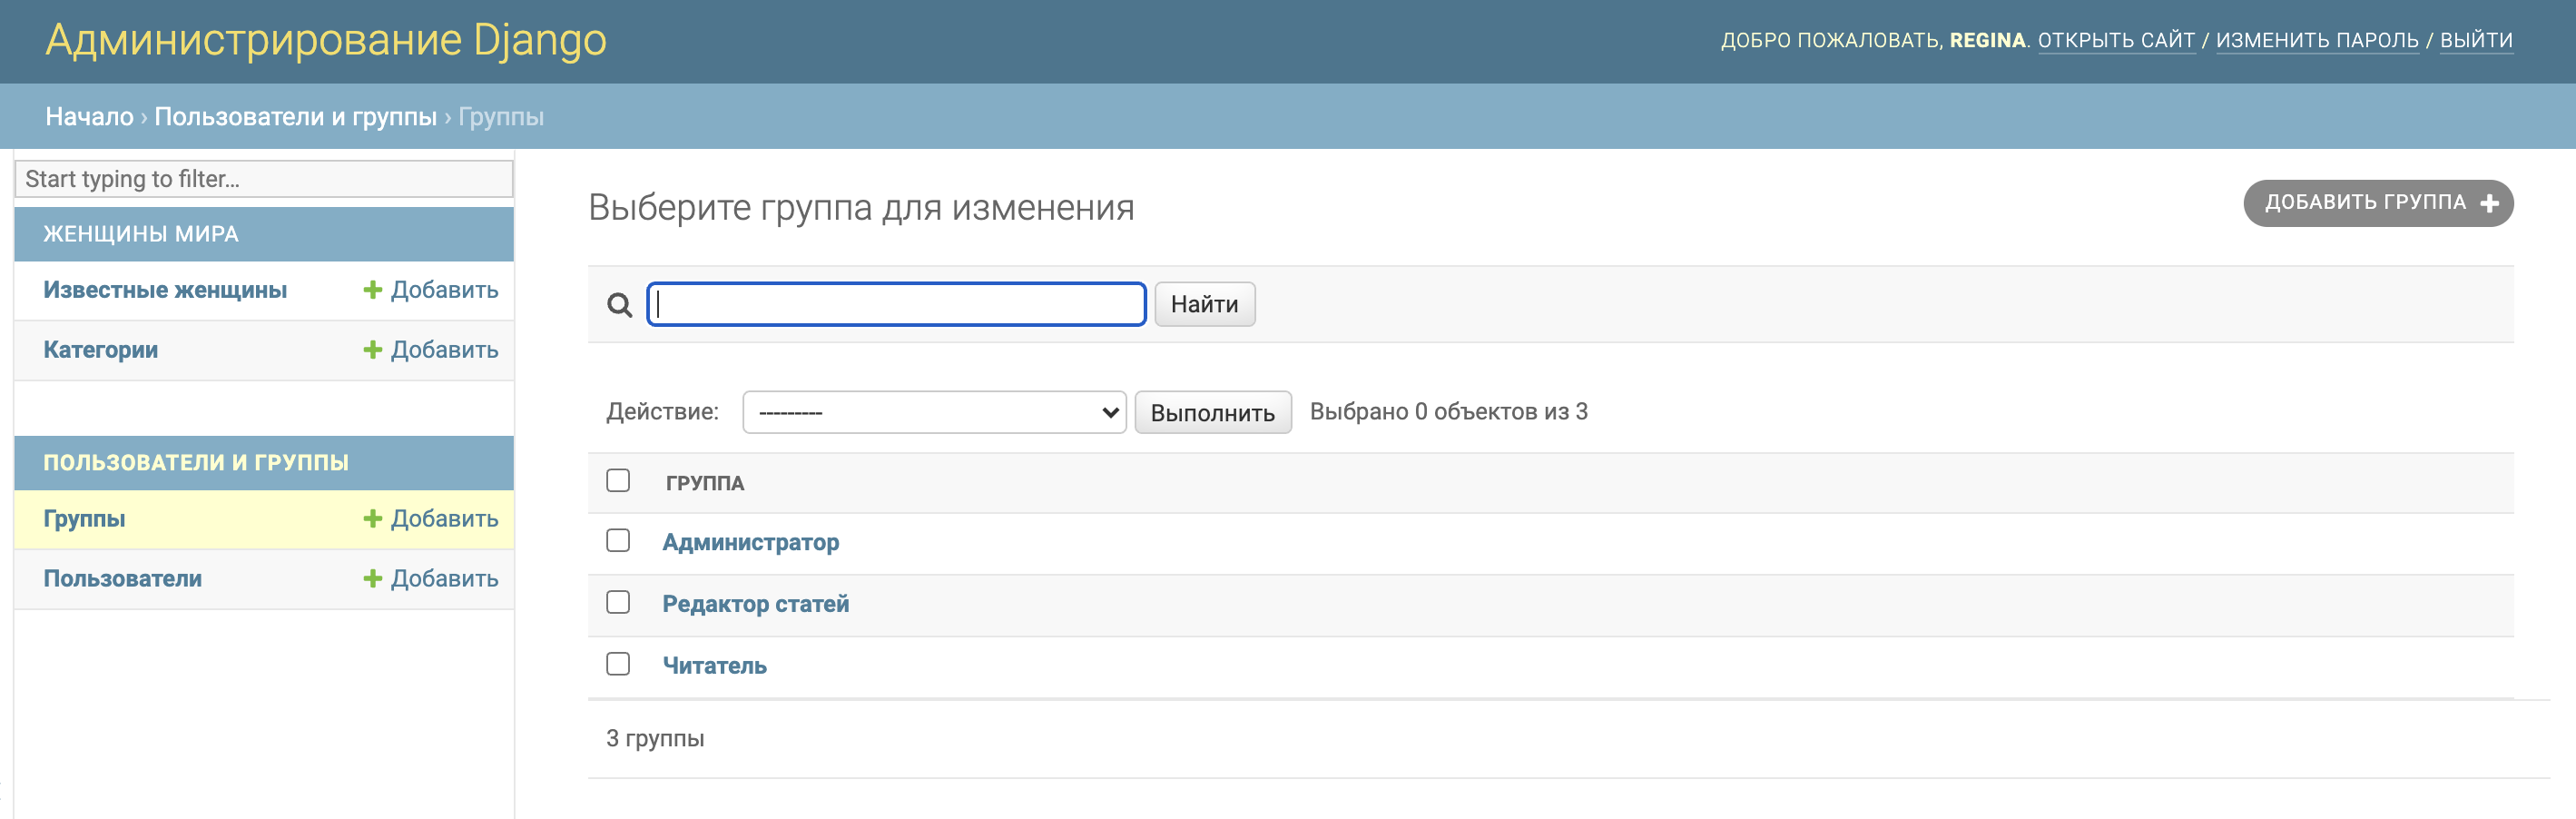 Администрирование Django
ДОБРО ПОЖАЛОВАТЬ, REGINA. ОТКРЫТЬ САЙТ / ИЗМЕНИТЬ ПАРОЛЬ / ВЫЙТИ
Начало › Пользователи и группы › Группы
Start typing to filter…
ЖЕНЩИНЫ МИРА
Известные женщины + Добавить
Категории + Добавить
ПОЛЬЗОВАТЕЛИ И ГРУППЫ
Группы + Добавить
Пользователи + Добавить
Выберите группа для изменения
ДОБАВИТЬ ГРУППА +
Найти
Действие: --------- Выполнить Выбрано 0 объектов из 3
ГРУППА
Администратор
Редактор статей
Читатель
3 группы